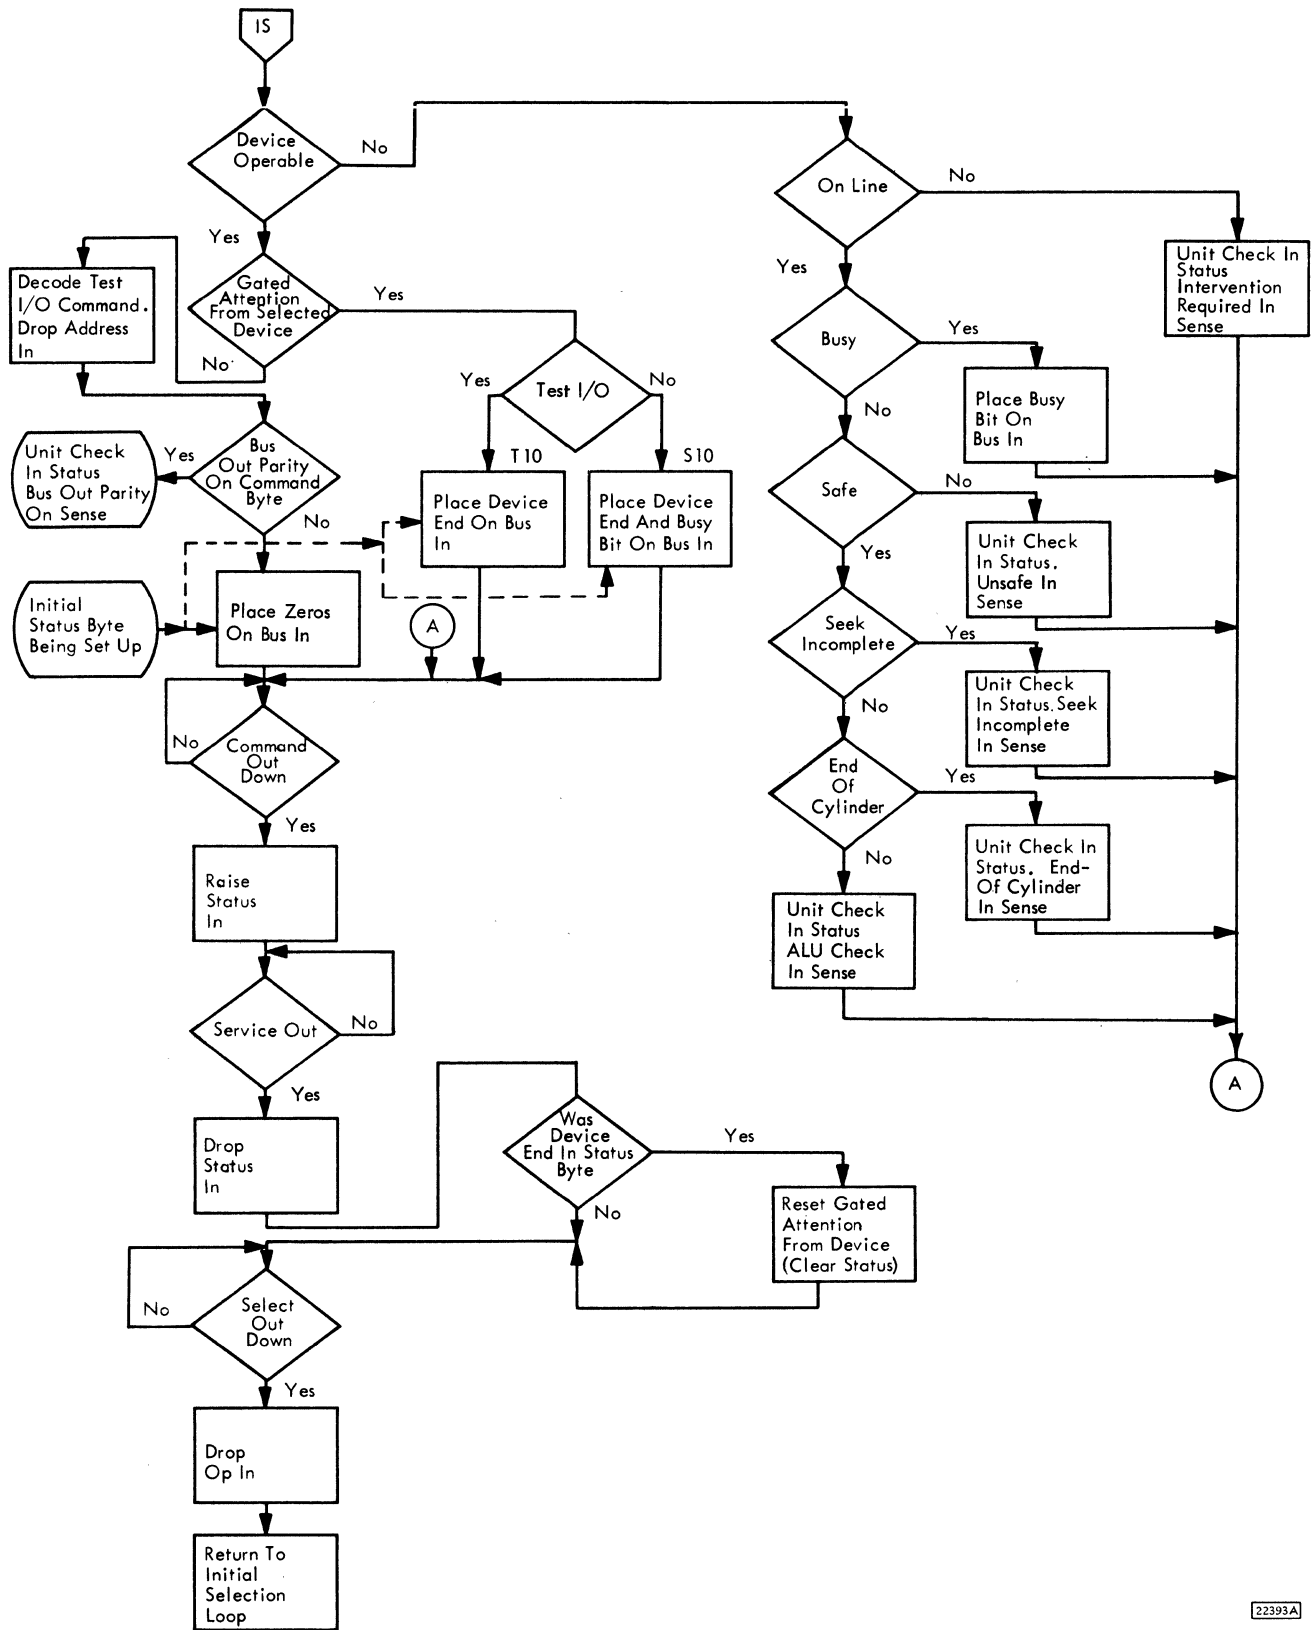 IS
Device
Operable
No
Yes
On Line
No
Unit Check In
Status
Intervention
Required In
Sense
Decode Test
I/O Command.
Drop Address
In
Gated
Attention
From Selected
Device
Yes
No
Yes
Busy
Yes
Place Busy
Bit On
Bus In
No
Test I/O
Yes
No
Unit Check
In Status
Bus Out Parity
On Sense
Yes
Bus
Out Parity
On Command
Byte
No
T10
Place Device
End On Bus
In
S10
Place Device
End And Busy
Bit On Bus In
Safe
No
Unit Check
In Status.
Unsafe In
Sense
Yes
Initial
Status Byte
Being Set Up
Place Zeros
On Bus In
A
Seek
Incomplete
Yes
Unit Check
In Status. Seek
Incomplete
In Sense
No
Command
Out
Down
No
Yes
End
Of
Cylinder
Yes
Unit Check In
Status. End-
Of Cylinder
In Sense
No
Raise
Status
In
Unit Check
In Status
ALU Check
In Sense
Service Out
No
Yes
A
Drop
Status
In
Was
Device
End In Status
Byte
Yes
No
Reset Gated
Attention
From Device
(Clear Status)
Select
Out
Down
No
Yes
Drop
Op In
Return To
Initial
Selection
Loop
22393A